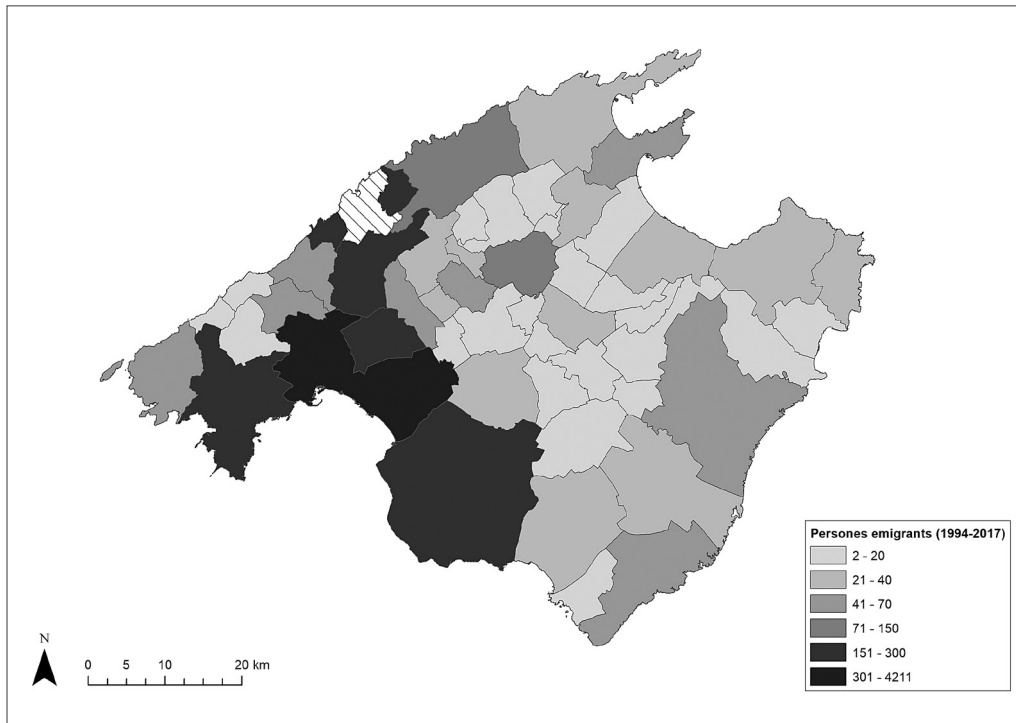 Persones emigrants (1994-2017)
2 - 20
21 - 40
41 - 70
71 - 150
151 - 300
301 - 4211
N
0 5 10 20 km